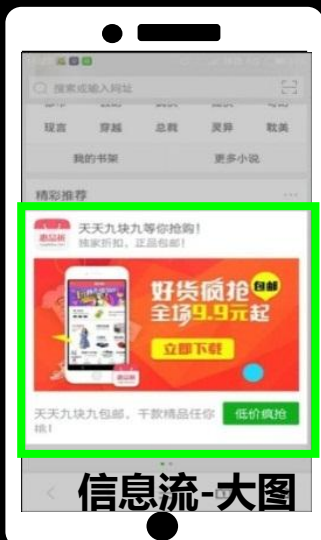 搜索或输入网址
现言 穿越 总裁 灵异 耽美
我的书架 更多小说
精彩推荐
天天九块九等你抢购!
独家折扣,正品包邮!
惠品折
好货疯抢 包邮
全场9.9元起
立即下载
天天九块九包邮,千款精品任你
挑!
低价疯抢
信息流-大图